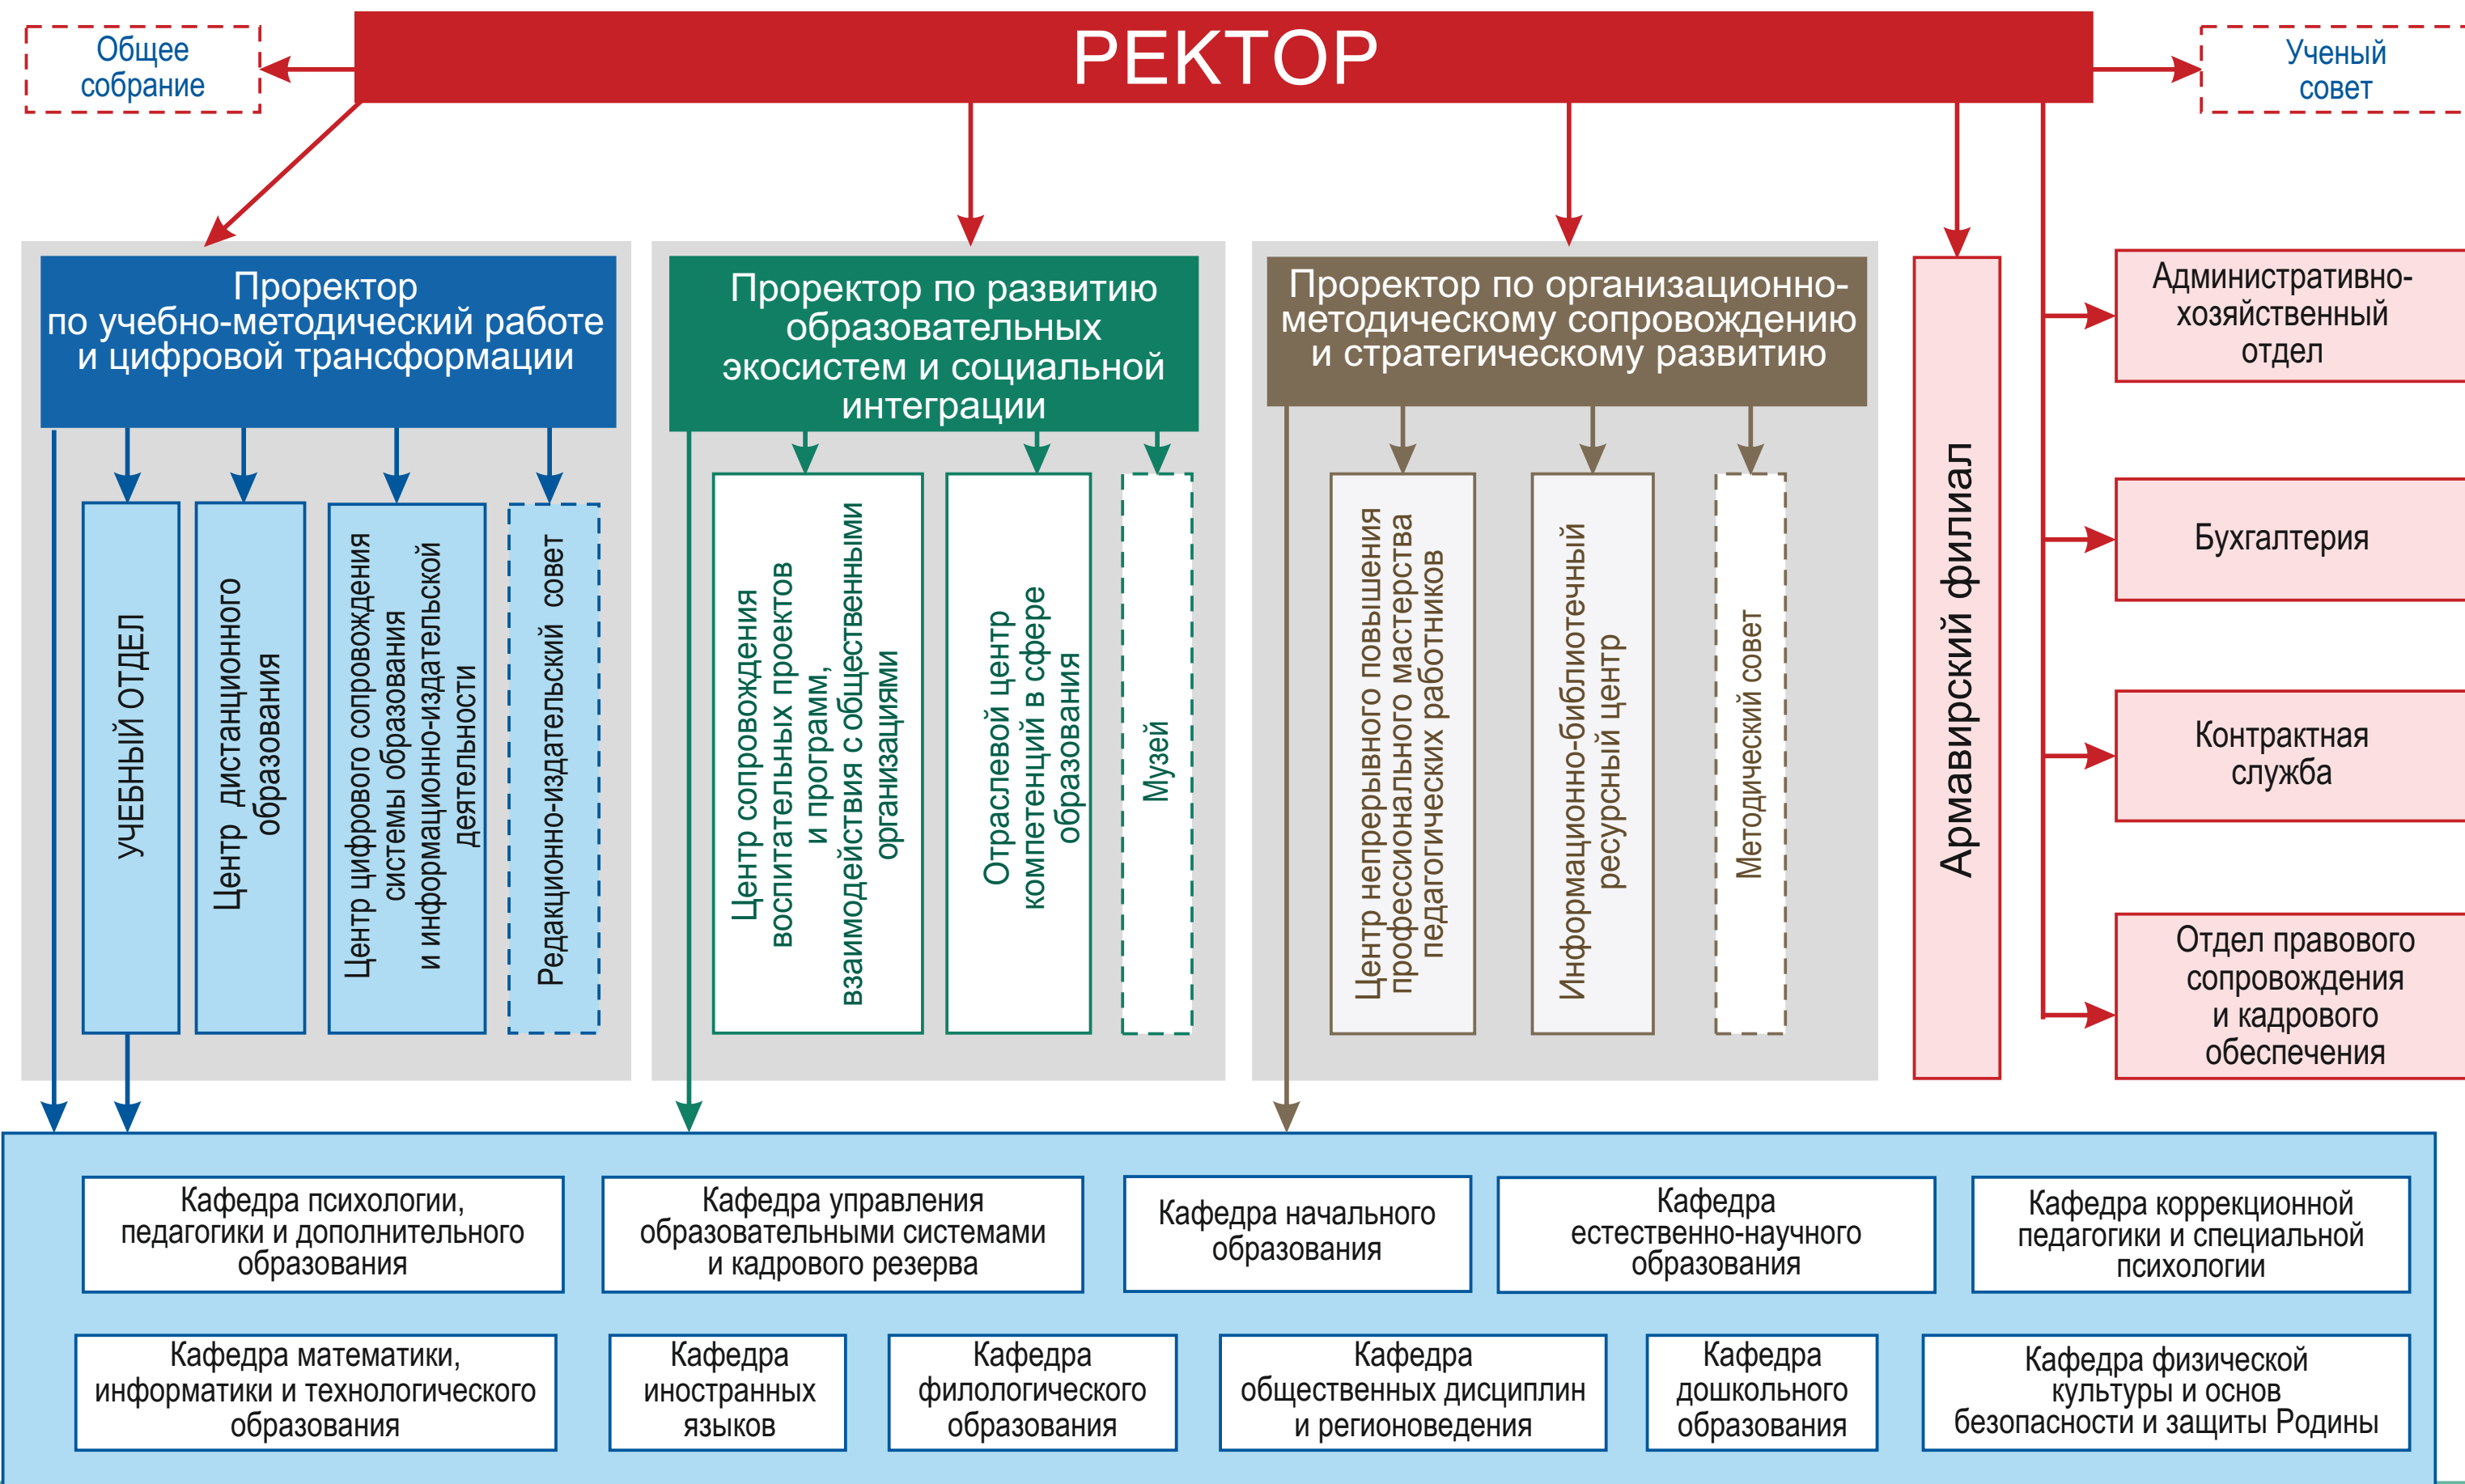 Общее
собрание
РЕКТОР
Ученый
совет
Проректор
по учебно-методический работе
и цифровой трансформации
Проректор по развитию
образовательных
экосистем и социальной
интеграции
Проректор по организационно-
методическому сопровождению
и стратегическому развитию
УЧЕБНЫЙ ОТДЕЛ
Центр дистанционного
образования
Центр цифрового сопровождения
системы образования
и информационно-издательской
деятельности
Редакционно-издательский совет
Центр сопровождения
воспитательных проектов
и программ,
взаимодействия с общественными
организациями
Отраслевой центр
компетенций в сфере
образования
Музей
Центр непрерывного повышения
профессионального мастерства
педагогических работников
Информационно-библиотечный
ресурсный центр
Методический совет
Армавирский филиал
Административно-
хозяйственный
отдел
Бухгалтерия
Контрактная
служба
Отдел правового
сопровождения
и кадрового
обеспечения
Кафедра психологии,
педагогики и дополнительного
образования
Кафедра управления
образовательными системами
и кадрового резерва
Кафедра начального
образования
Кафедра
естественно-научного
образования
Кафедра коррекционной
педагогики и специальной
психологии
Кафедра математики,
информатики и технологического
образования
Кафедра
иностранных
языков
Кафедра
филологического
образования
Кафедра
общественных дисциплин
и регионоведения
Кафедра
дошкольного
образования
Кафедра физической
культуры и основ
безопасности и защиты Родины